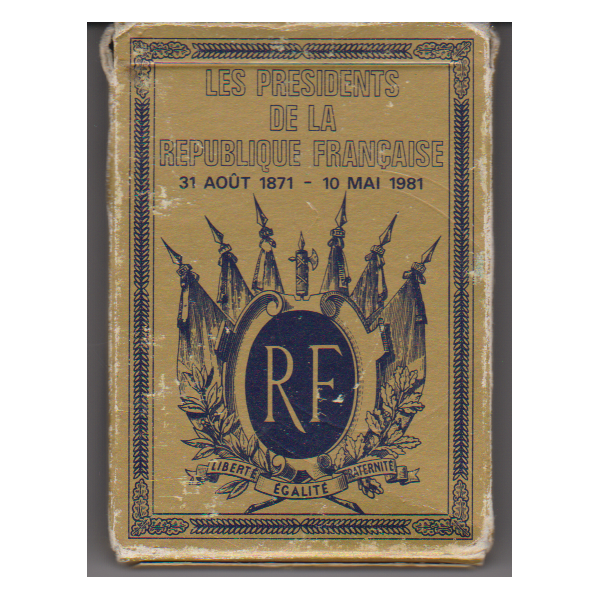 LES PRESIDENTS
DE LA
REPUBLIQUE FRANÇAISE
31 AOÛT 1871 - 10 MAI 1981
RF
LIBERTÉ
ÉGALITÉ
FRATERNITÉ